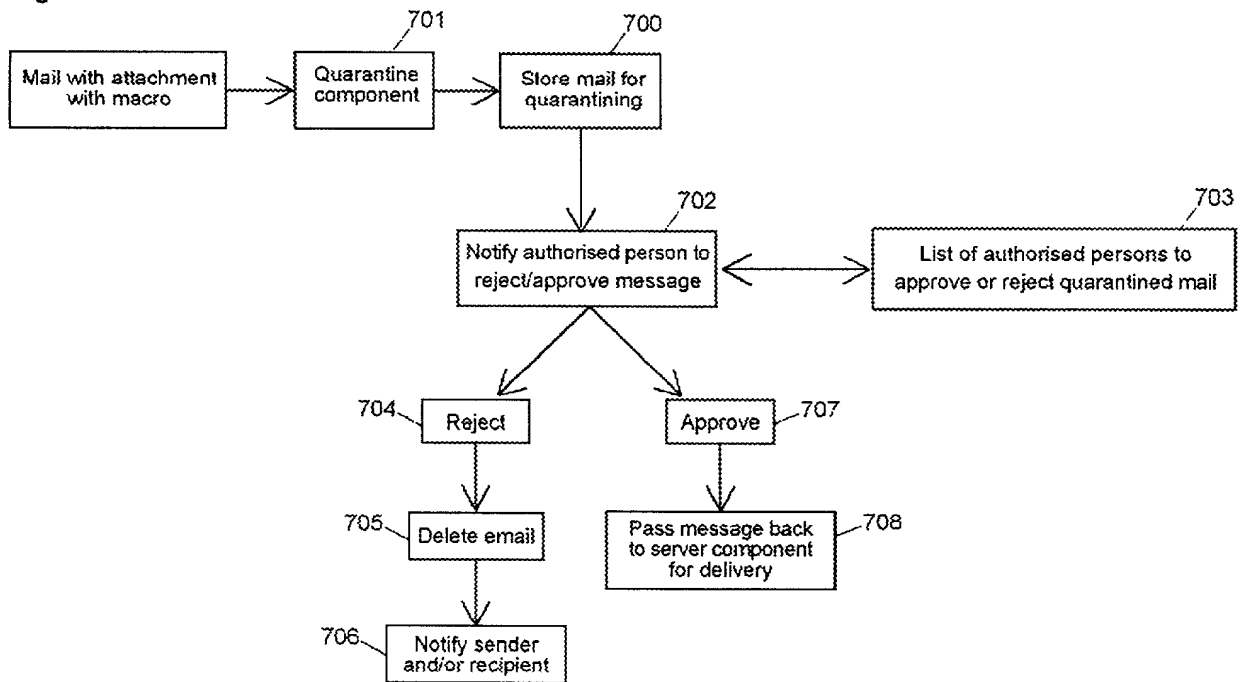 701
700
Mail with attachment
with macro
Quarantine
component
Store mail for
quarantining
702
703
Notify authorised person to
reject/approve message
List of authorised persons to
approve or reject quarantined mail
704
Reject
Approve
707
705
Delete email
Pass message back
to server component
for delivery
708
706
Notify sender
and/or recipient